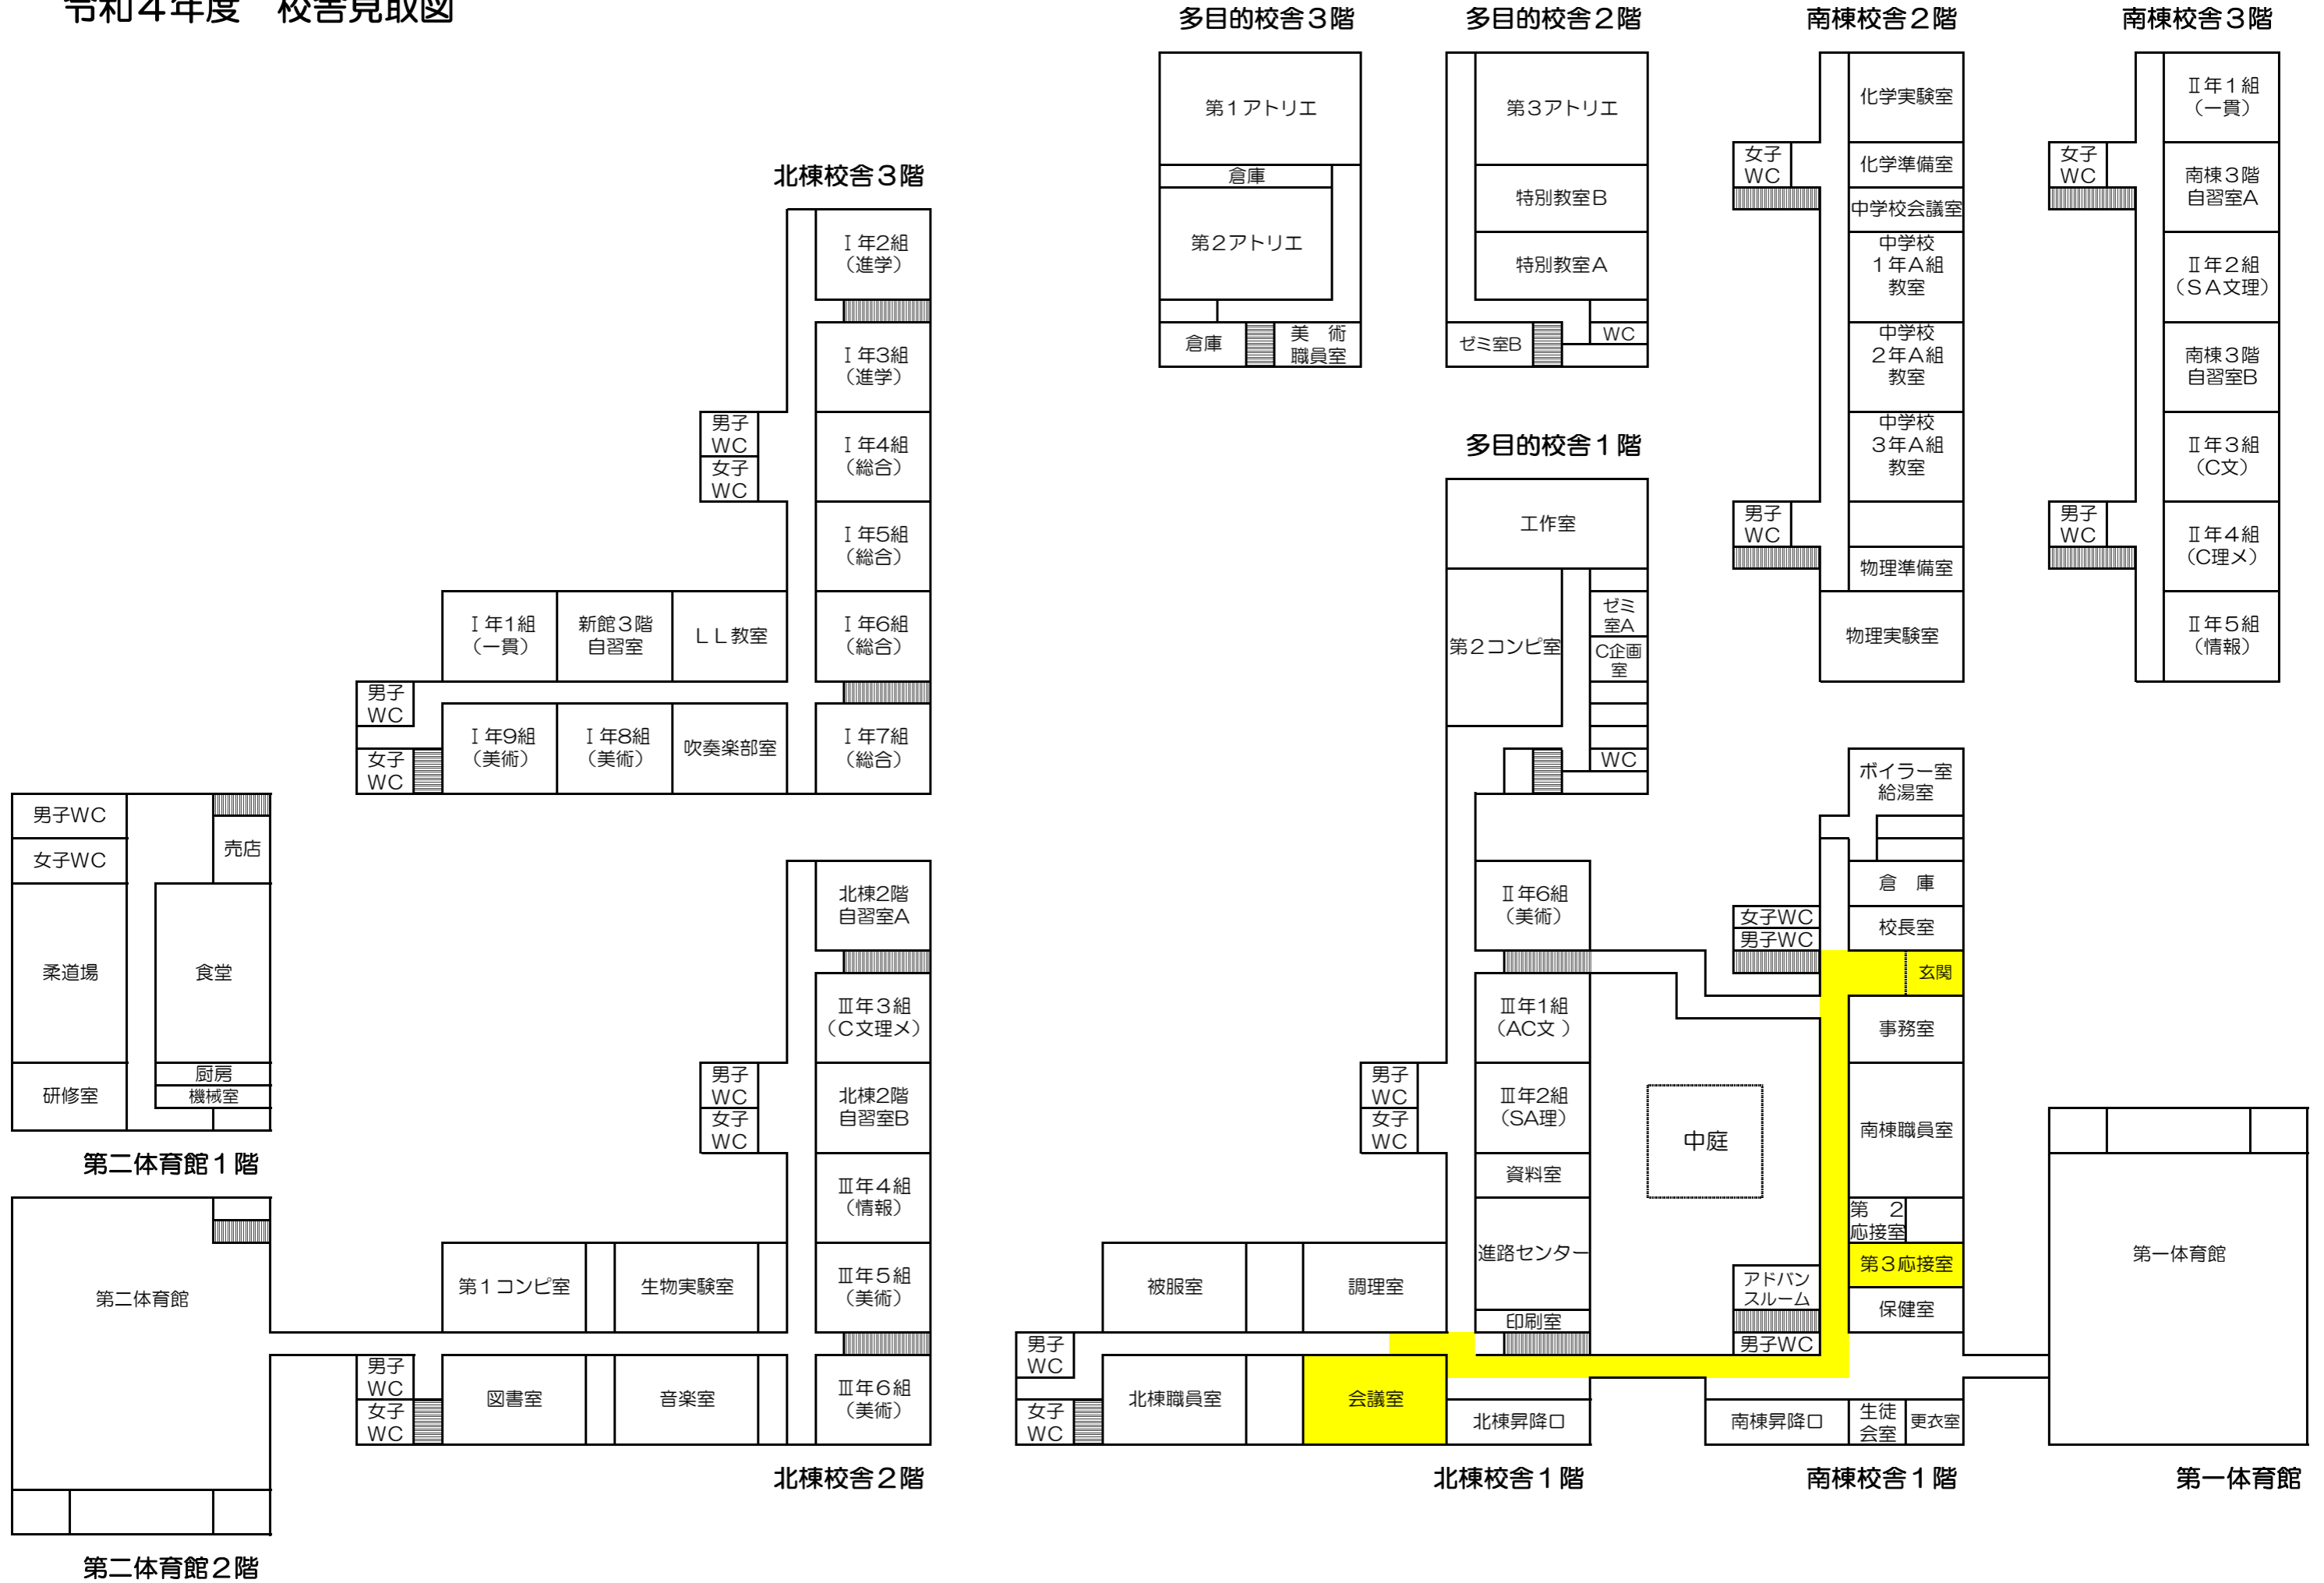 令和４年度　校舎見取図
多目的校舎３階
第１アトリエ
倉庫
第２アトリエ
倉庫
美　術
職員室
多目的校舎２階
第３アトリエ
特別教室Ｂ
特別教室Ａ
ゼミ室B
WC
南棟校舎２階
化学実験室
女子
WC
化学準備室
中学校会議室
中学校
１年Ａ組
教室
中学校
２年Ａ組
教室
中学校
３年Ａ組
教室
男子
WC
物理準備室
物理実験室
南棟校舎３階
Ⅱ年１組
（一貫）
女子
WC
南棟３階
自習室A
Ⅱ年２組
（ＳＡ文理）
南棟３階
自習室B
Ⅱ年３組
（C文）
男子
WC
Ⅱ年４組
（C理メ）
Ⅱ年５組
（情報）
北棟校舎３階
Ⅰ年2組
（進学）
Ⅰ年3組
（進学）
男子
WC
女子
WC
Ⅰ年4組
（総合）
Ⅰ年5組
（総合）
Ⅰ年1組
（一貫）
新館３階
自習室
ＬＬ教室
Ⅰ年6組
（総合）
男子
WC
女子
WC
Ⅰ年9組
（美術）
Ⅰ年8組
（美術）
吹奏楽部室
Ⅰ年7組
（総合）
多目的校舎１階
工作室
第２コンピ室
ゼミ
室A
C企画
室
WC
男子WC
女子WC
売店
柔道場
食堂
厨房
機械室
研修室
第二体育館１階
第二体育館
第二体育館２階
北棟2階
自習室A
Ⅲ年３組
（Ｃ文理メ）
男子
WC
女子
WC
北棟2階
自習室B
Ⅲ年４組
（情報）
第１コンピ室
生物実験室
Ⅲ年５組
（美術）
男子
WC
女子
WC
図書室
音楽室
Ⅲ年６組
（美術）
北棟校舎２階
Ⅱ年6組
（美術）
Ⅲ年1組
（AC文 ）
男子
WC
女子
WC
Ⅲ年2組
（SA理）
資料室
進路センター
印刷室
被服室
調理室
男子
WC
女子
WC
北棟職員室
会議室
北棟昇降口
北棟校舎１階
中庭
ボイラー室
給湯室
倉　庫
女子WC
男子WC
校長室
玄関
事務室
南棟職員室
第　２
応接室
第３応接室
アドバン
スルーム
保健室
男子WC
南棟昇降口
生徒
会室
更衣室
南棟校舎１階
第一体育館
第一体育館